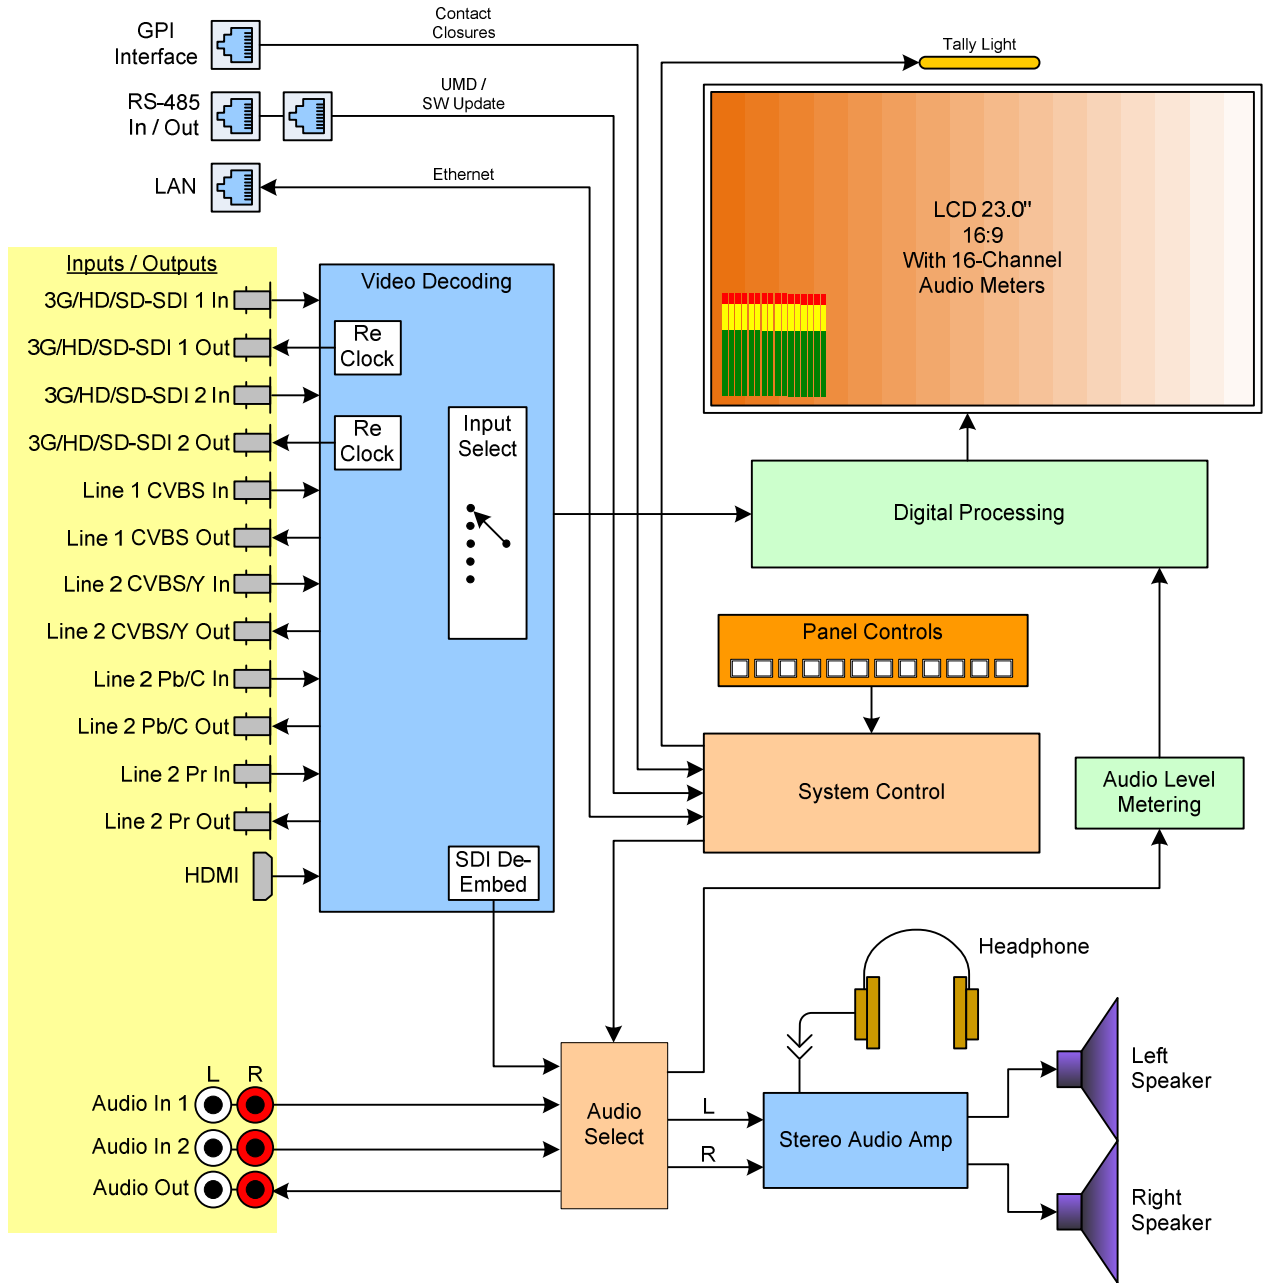 GPI
Interface
Contact
Closures
Tally Light
RS-485
In / Out
UMD /
SW Update
LAN
Ethernet
LCD 23.0"
16:9
With 16-Channel
Audio Meters
Inputs / Outputs
3G/HD/SD-SDI 1 In
3G/HD/SD-SDI 1 Out
3G/HD/SD-SDI 2 In
3G/HD/SD-SDI 2 Out
Line 1 CVBS In
Line 1 CVBS Out
Line 2 CVBS/Y In
Line 2 CVBS/Y Out
Line 2 Pb/C In
Line 2 Pb/C Out
Line 2 Pr In
Line 2 Pr Out
HDMI
Video Decoding
Re
Clock
Re
Clock
Input
Select
SDI De-
Embed
Digital Processing
Panel Controls
System Control
Audio Level
Metering
Headphone
L R
Audio In 1
Audio In 2
Audio Out
Audio
Select
L
R
Stereo Audio Amp
Left
Speaker
Right
Speaker